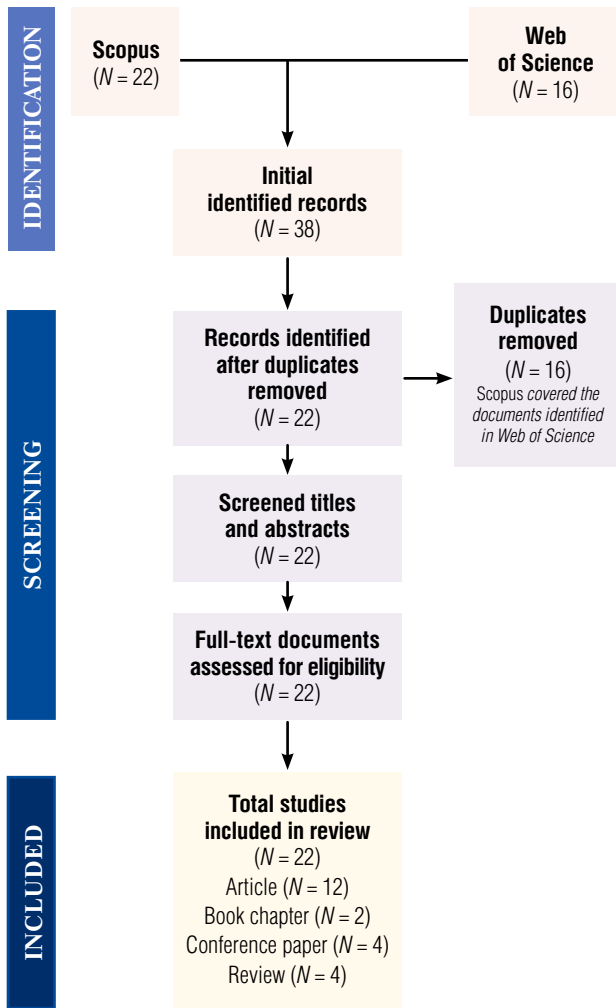 IDENTIFICATION
Scopus
(N = 22)
Web
of Science
(N = 16)
Initial
identified records
(N = 38)
SCREENING
Records identified
after duplicates
removed
(N = 22)
Duplicates
removed
(N = 16)
Scopus covered the
documents identified
in Web of Science
Screened titles
and abstracts
(N = 22)
Full-text documents
assessed for eligibility
(N = 22)
INCLUDED
Total studies
included in review
(N = 22)
Article (N = 12)
Book chapter (N = 2)
Conference paper (N = 4)
Review (N = 4)